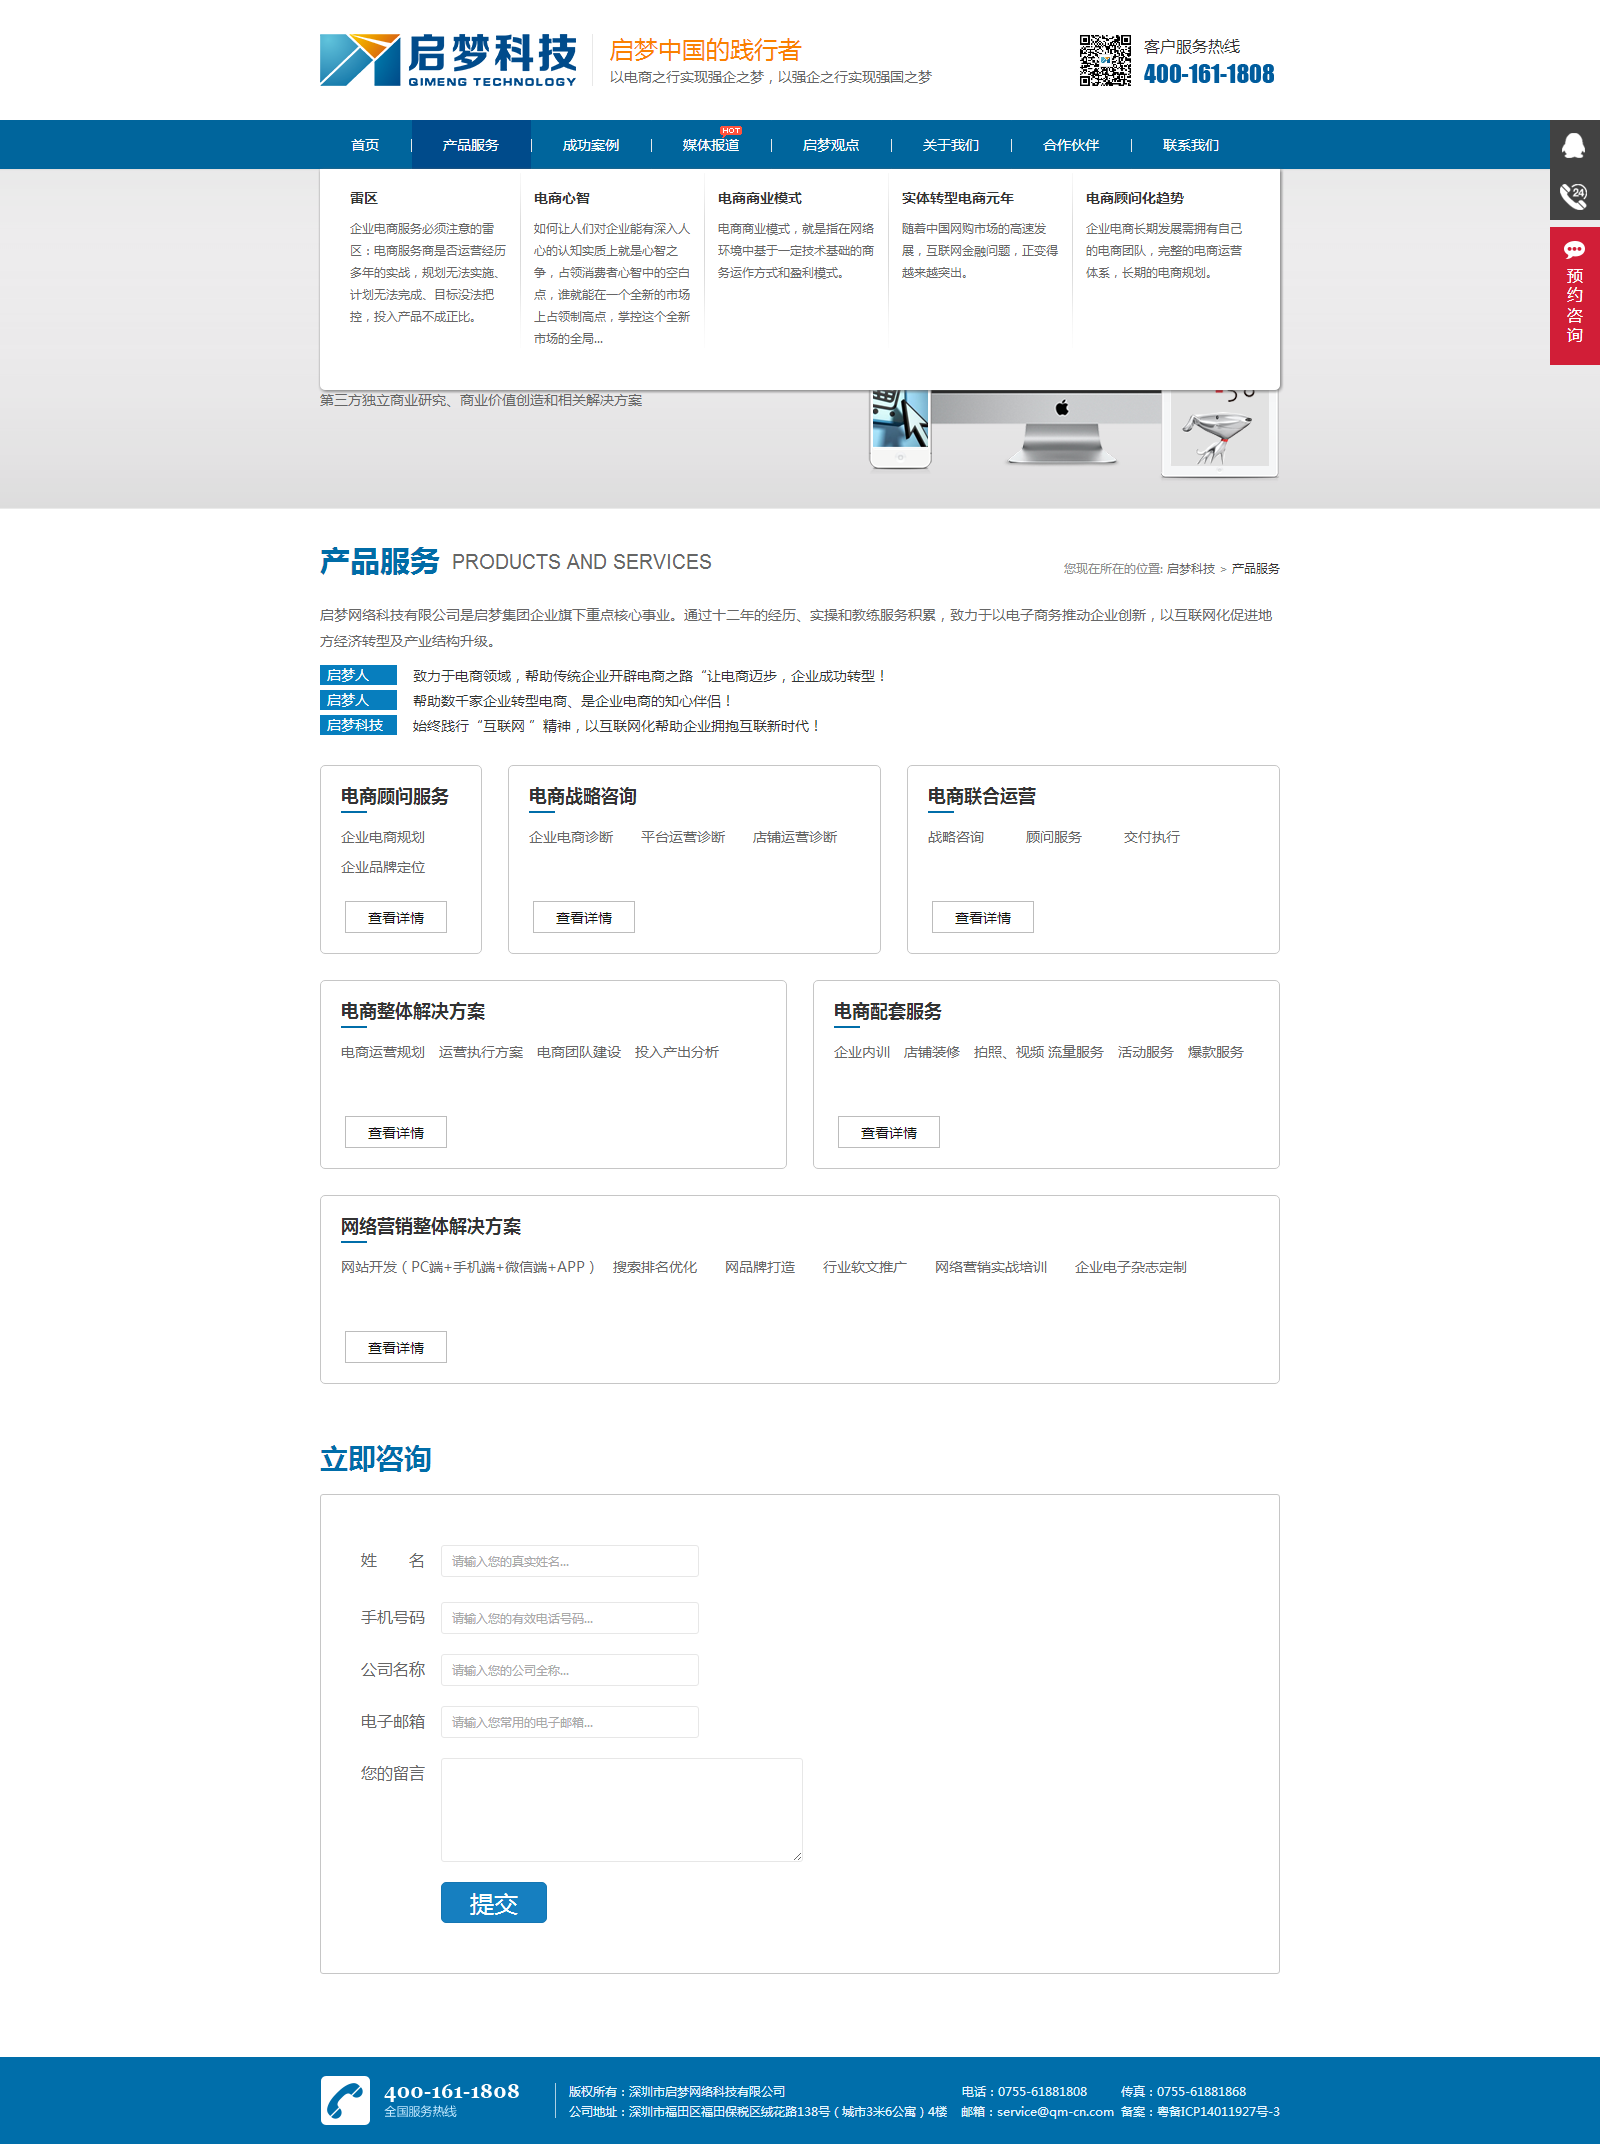 启梦科技
QIMENG TECHNOLOGY
启梦中国的践行者
以电商之行实现强企之梦，以强企之行实现强国之梦
客户服务热线
400-161-1808
首页 产品服务 成功案例 媒体报道 HOT 启梦观点 关于我们 合作伙伴 联系我们
24
预
约
咨
询
雷区
企业电商服务必须注意的雷
区：电商服务商是否运营经历
多年的实战，规划无法实施、
计划无法完成、目标没法把
控，投入产品不成正比。
电商心智
如何让人们对企业能有深入人
心的认知实质上就是心智之
争，占领消费者心智中的空白
点，谁就能在一个全新的市场
上占领制高点，掌控这个全新
市场的全局...
电商商业模式
电商商业模式，就是指在网络
环境中基于一定技术基础的商
务运作方式和盈利模式。
实体转型电商元年
随着中国网购市场的高速发
展，互联网金融问题，正变得
越来越突出。
电商顾问化趋势
企业电商长期发展需拥有自己
的电商团队，完整的电商运营
体系，长期的电商规划。
第三方独立商业研究、商业价值创造和相关解决方案
产品服务 PRODUCTS AND SERVICES
您现在所在的位置: 启梦科技 > 产品服务
启梦网络科技有限公司是启梦集团企业旗下重点核心事业。通过十二年的经历、实操和教练服务积累，致力于以电子商务推动企业创新，以互联网化促进地
方经济转型及产业结构升级。
启梦人 致力于电商领域，帮助传统企业开辟电商之路“让电商迈步，企业成功转型！
启梦人 帮助数千家企业转型电商、是企业电商的知心伴侣！
启梦科技 始终践行“互联网 ”精神，以互联网化帮助企业拥抱互联新时代！
电商顾问服务
企业电商规划
企业品牌定位
查看详情
电商战略咨询
企业电商诊断 平台运营诊断 店铺运营诊断
查看详情
电商联合运营
战略咨询 顾问服务 交付执行
查看详情
电商整体解决方案
电商运营规划 运营执行方案 电商团队建设 投入产出分析
查看详情
电商配套服务
企业内训 店铺装修 拍照、视频 流量服务 活动服务 爆款服务
查看详情
网络营销整体解决方案
网站开发（PC端+手机端+微信端+APP） 搜索排名优化 网品牌打造 行业软文推广 网络营销实战培训 企业电子杂志定制
查看详情
立即咨询
姓 名 请输入您的真实姓名...
手机号码 请输入您的有效电话号码...
公司名称 请输入您的公司全称...
电子邮箱 请输入您常用的电子邮箱...
您的留言
提交
400-161-1808
全国服务热线
版权所有：深圳市启梦网络科技有限公司 电话：0755-61881808 传真：0755-61881868
公司地址：深圳市福田区福田保税区绒花路138号（城市3米6公寓）4楼 邮箱：service@qm-cn.com 备案：粤备ICP14011927号-3